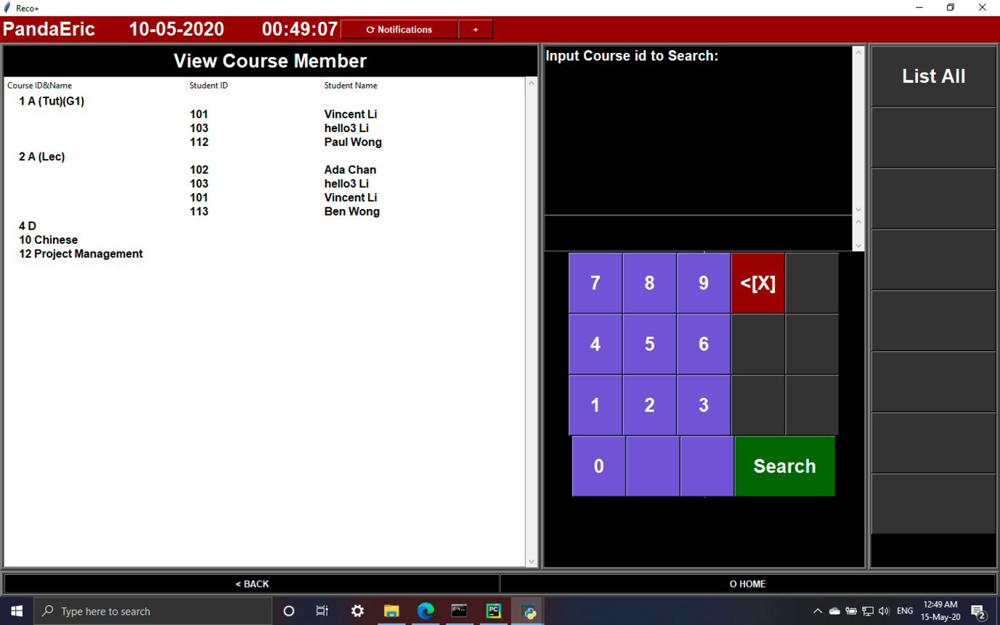 Reco+
PandaEric 10-05-2020 00:49:07 Notifications +
View Course Member
Course ID&Name Student ID Student Name
1 A (Tut)(G1)
101 Vincent Li
103 hello3 Li
112 Paul Wong
2 A (Lec)
102 Ada Chan
103 hello3 Li
101 Vincent Li
113 Ben Wong
4 D
10 Chinese
12 Project Management
Input Course id to Search:
7 8 9 <[X]
4 5 6
1 2 3
0 Search
List All
< BACK O HOME
Type here to search
PC
ENG
12:49 AM
15-May-20
2